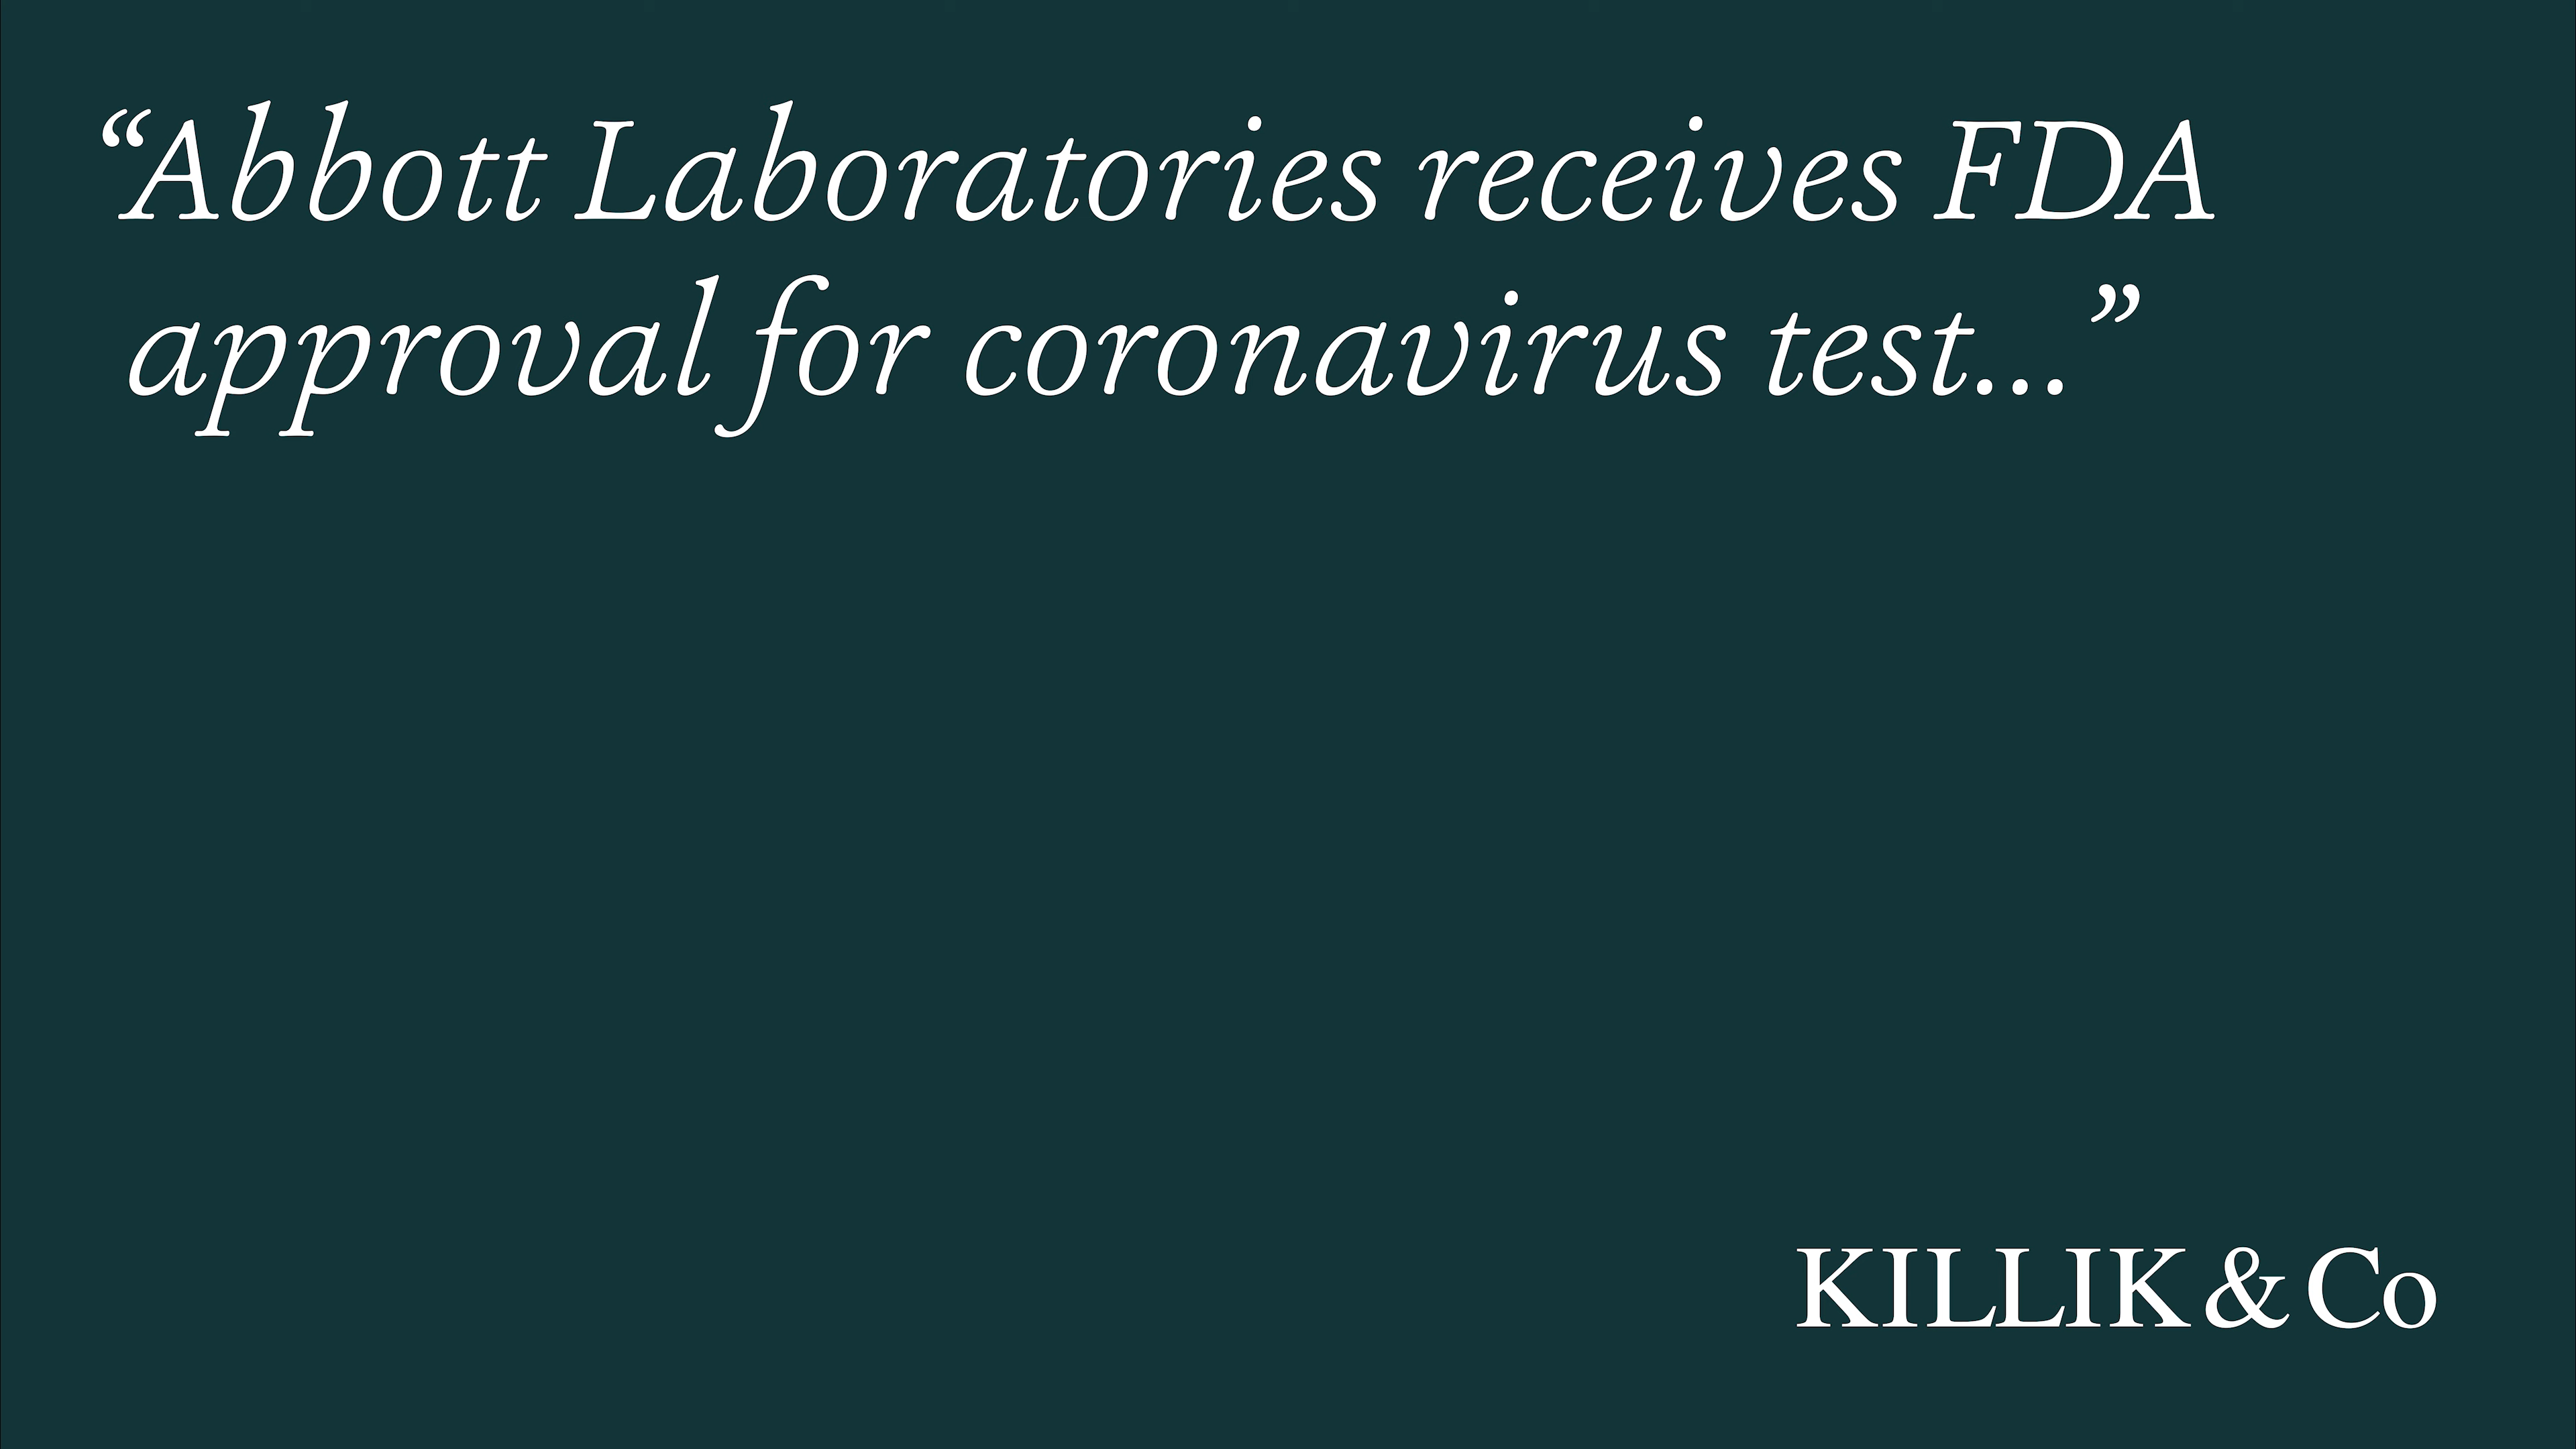 “Abbott Laboratories receives FDA
approval for coronavirus test...”
KILLIK & Co